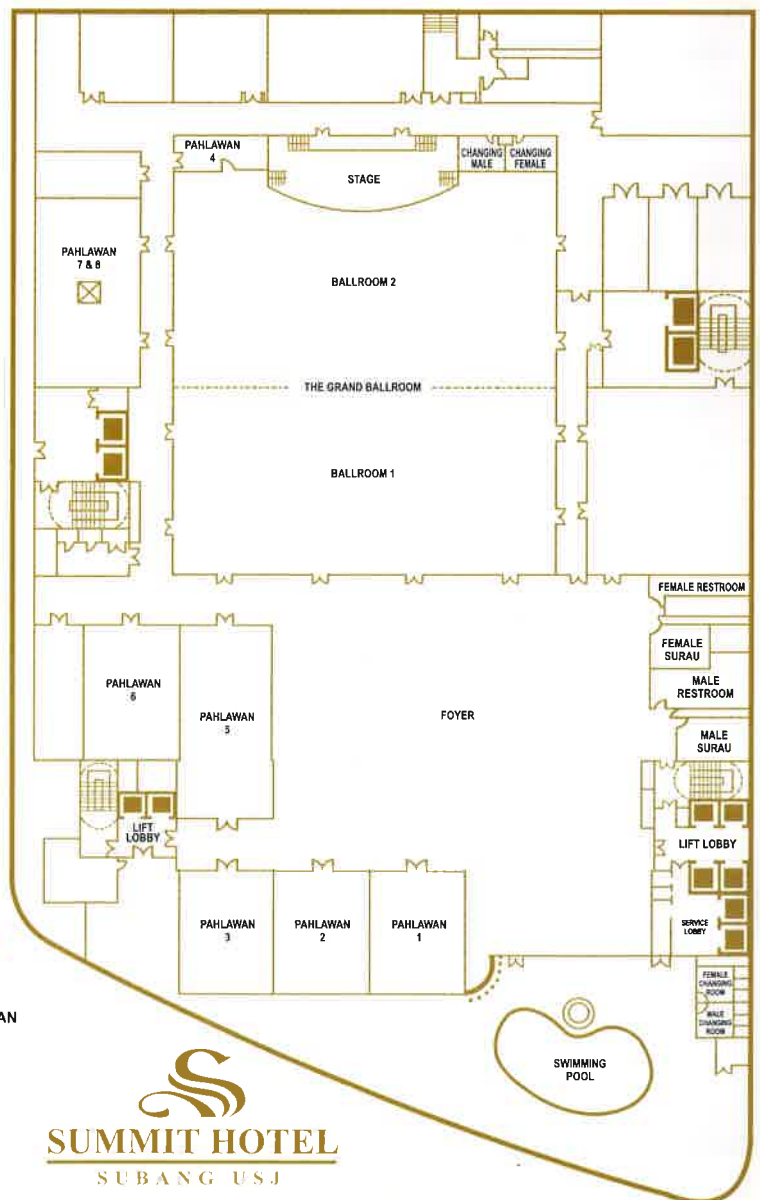 PAHLAWAN
4
STAGE
CHANGING
MALE
CHANGING
FEMALE
PAHLAWAN
7 & 8
BALLROOM 2
THE GRAND BALLROOM
BALLROOM 1
FEMALE RESTROOM
FEMALE
SURAU
MALE
RESTROOM
PAHLAWAN
6
PAHLAWAN
5
FOYER
MALE
SURAU
LIFT
LOBBY
LIFT LOBBY
PAHLAWAN
3
PAHLAWAN
2
PAHLAWAN
1
SERVICE
LOBBY
FEMALE
CHANGING
ROOM
MALE
CHANGING
ROOM
AN
SWIMMING
POOL
SUMMIT HOTEL
SUBANG USJ